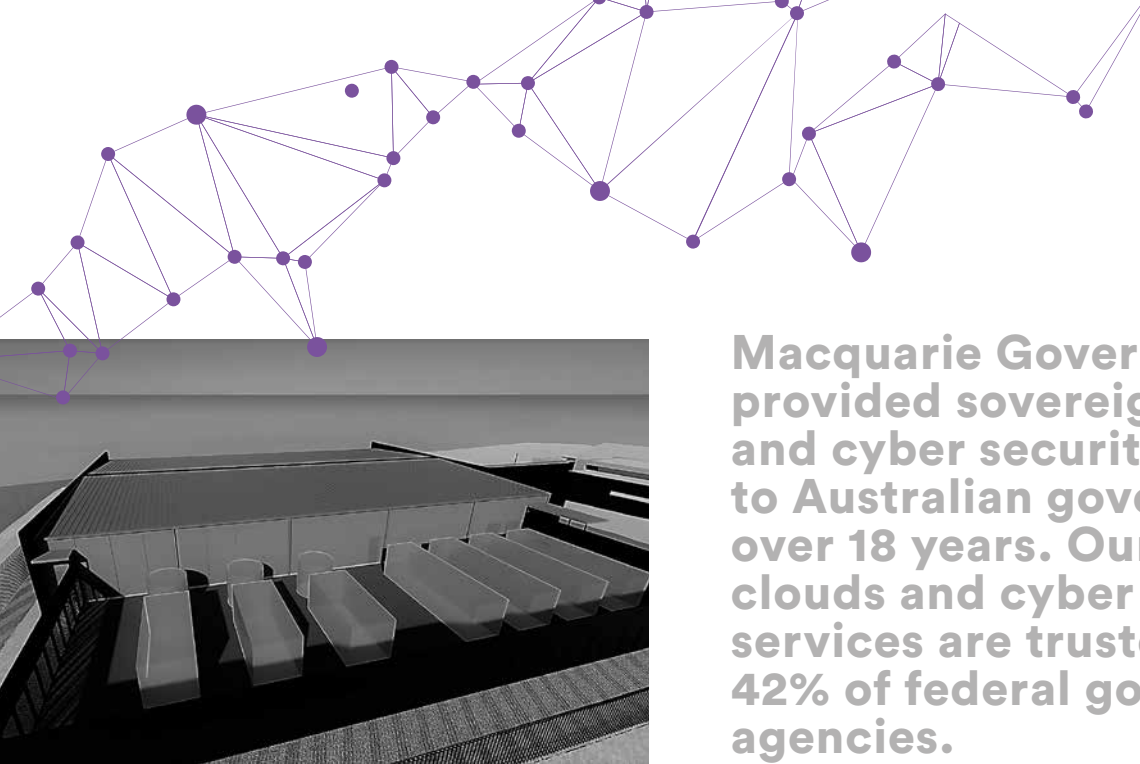 Macquarie Gover
provided sovereig
and cyber securit
to Australian gove
over 18 years. Our
clouds and cyber
services are truste
42% of federal go
agencies.